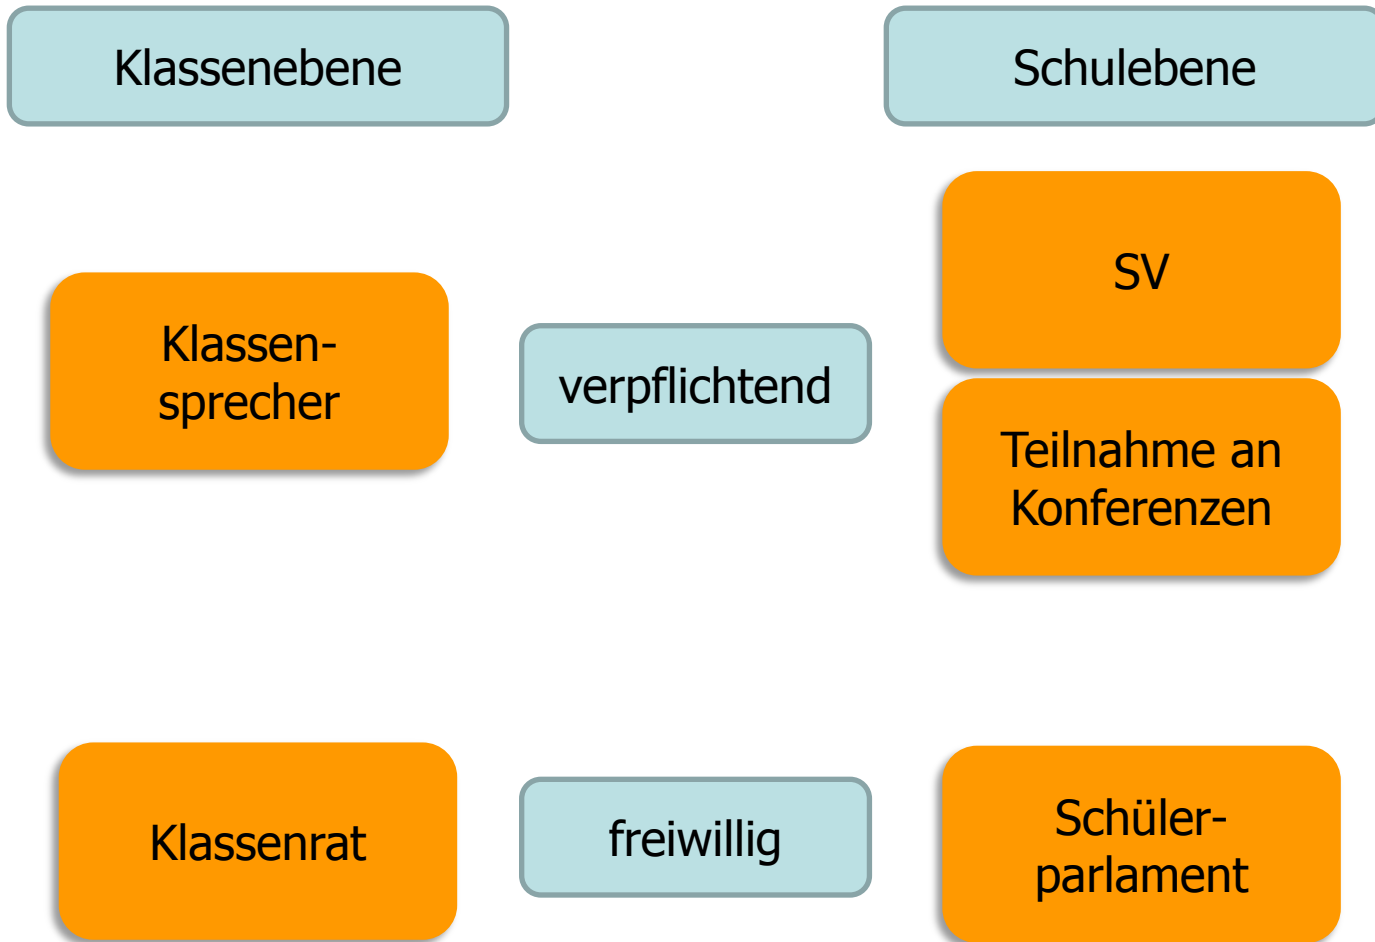 Klassenebene
Schulebene
SV
Klassen-
sprecher
verpflichtend
Teilnahme an
Konferenzen
Klassenrat
freiwillig
Schüler-
parlament